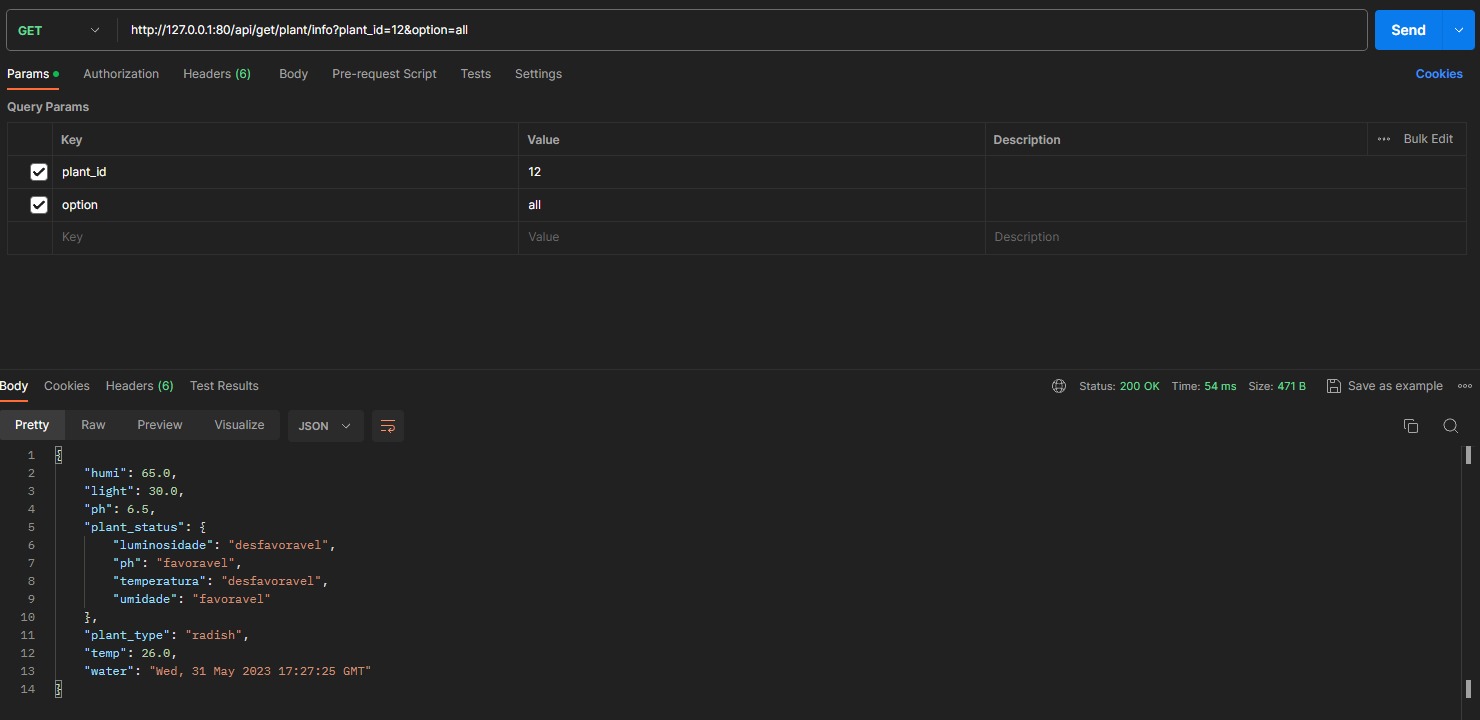 GET http://127.0.0.1:80/api/get/plant/info?plant_id=12&option=all Send
Params Authorization Headers (6) Body Pre-request Script Tests Settings Cookies
Query Params
Key Value Description ••• Bulk Edit
plant_id 12
option all
Key Value Description
Body Cookies Headers (6) Test Results Status: 200 OK Time: 54 ms Size: 471 B Save as example
Pretty Raw Preview Visualize JSON
1 {
2 "humi": 65.0,
3 "light": 30.0,
4 "ph": 6.5,
5 "plant_status": {
6 "luminosidade": "desfavoravel",
7 "ph": "favoravel",
8 "temperatura": "desfavoravel",
9 "umidade": "favoravel"
10 },
11 "plant_type": "radish",
12 "temp": 26.0,
13 "water": "Wed, 31 May 2023 17:27:25 GMT"
14 }